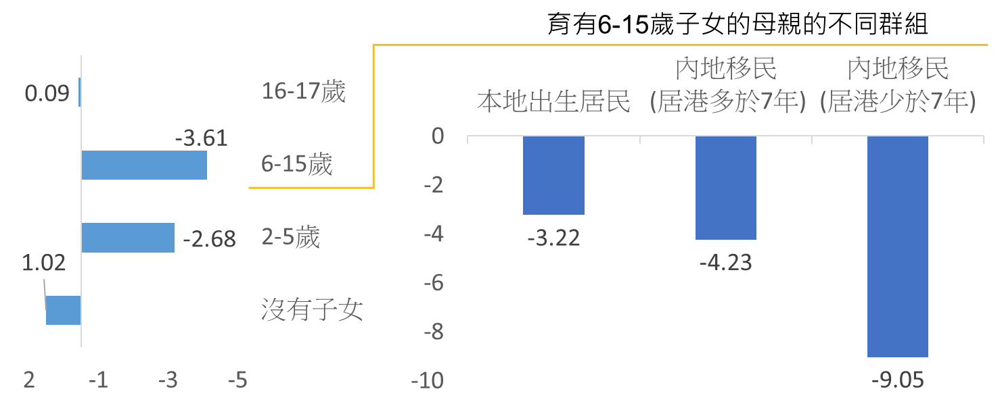 育有6-15歲子女的母親的不同群組
0.09
16-17歲
-3.61
6-15歲
-2.68
2-5歲
1.02
沒有子女
2
-1
-3
-5
本地出生居民
內地移民
(居港多於7年)
內地移民
(居港少於7年)
0
-2
-4
-6
-8
-10
-3.22
-4.23
-9.05